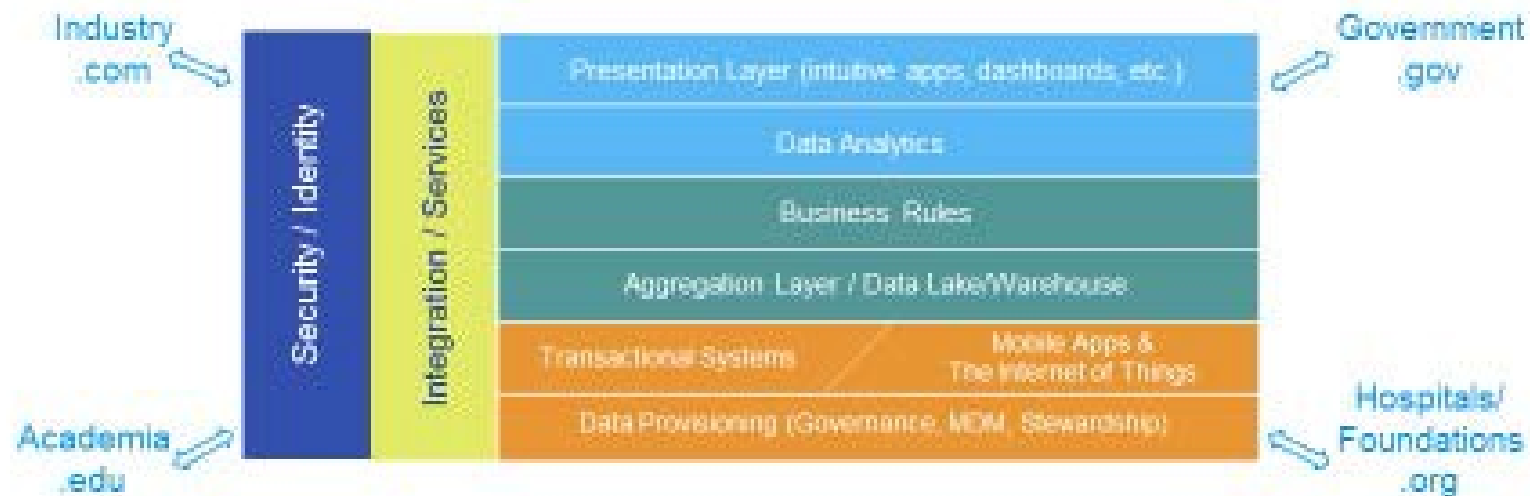 Industry
.com
Government
.gov
Security / Identity
Integration / Services
Presentation Layer (intuitive apps, dashboards, etc.)
Data Analytics
Business Rules
Aggregation Layer / Data Lake/Warehouse
Transactional Systems
Mobile Apps &
The Internet of Things
Data Provisioning (Governance, MDM, Stewardship)
Academia
.edu
Hospitals/
Foundations
.org